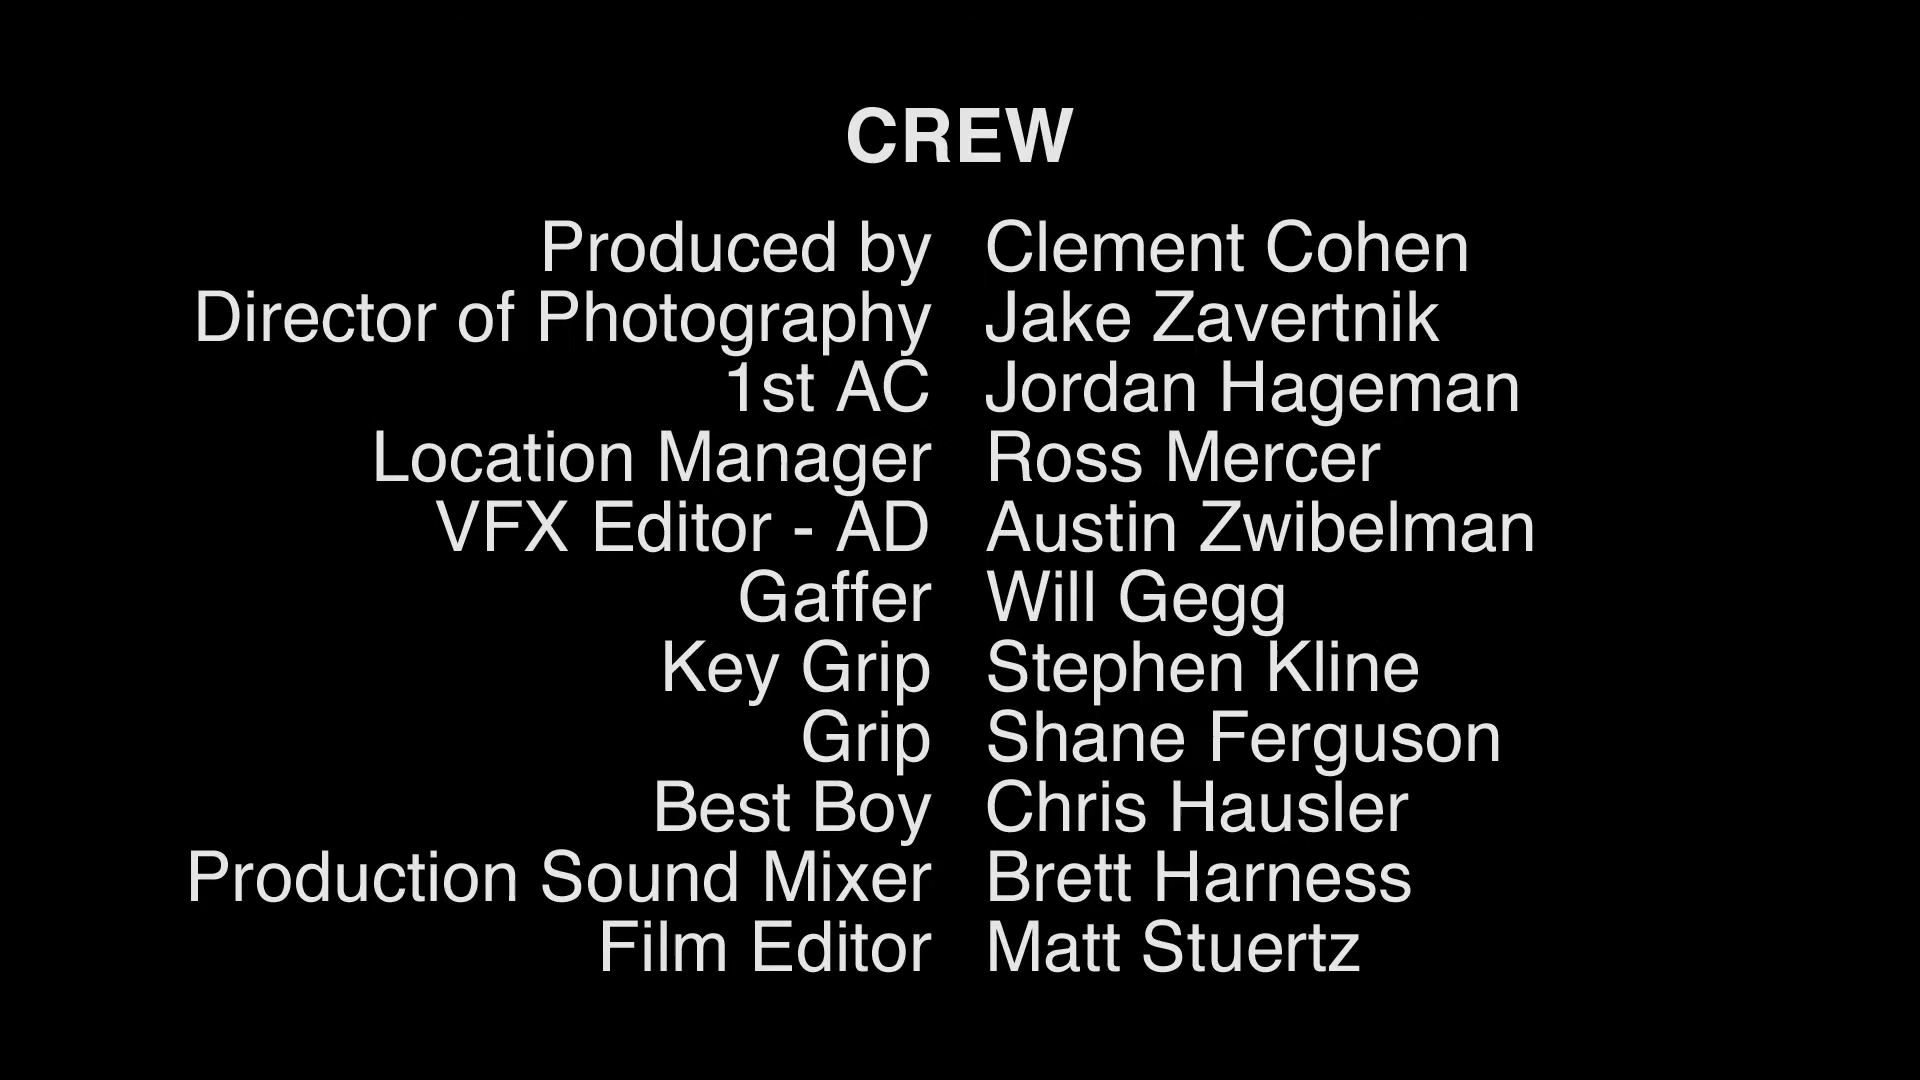 CREW
Produced by Clement Cohen
Director of Photography Jake Zavertnik
1st AC Jordan Hageman
Location Manager Ross Mercer
VFX Editor - AD Austin Zwibelman
Gaffer Will Gegg
Key Grip Stephen Kline
Grip Shane Ferguson
Best Boy Chris Hausler
Production Sound Mixer Brett Harness
Film Editor Matt Stuertz